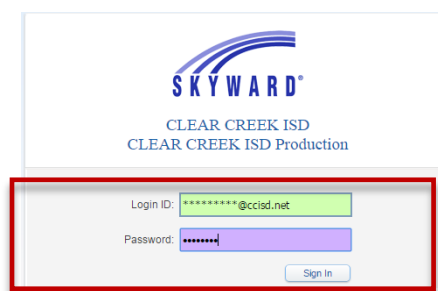 SKYWARD®
CLEAR CREEK ISD
CLEAR CREEK ISD Production
Login ID: *********@ccisd.net
Password: ••••••••
Sign In